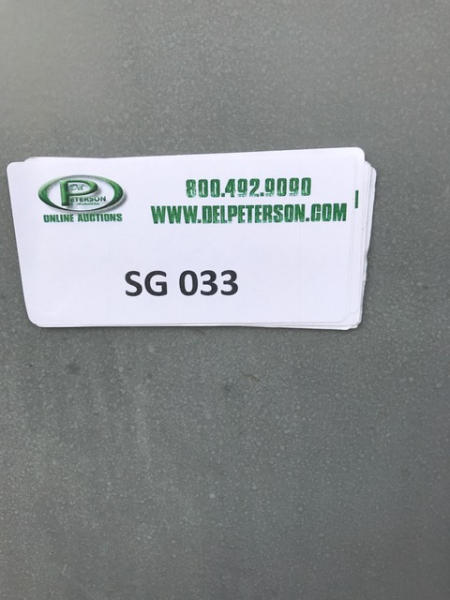 Del
PETERSON
ONLINE AUCTIONS
800.492.9090
WWW.DELPETERSON.COM
SG 033